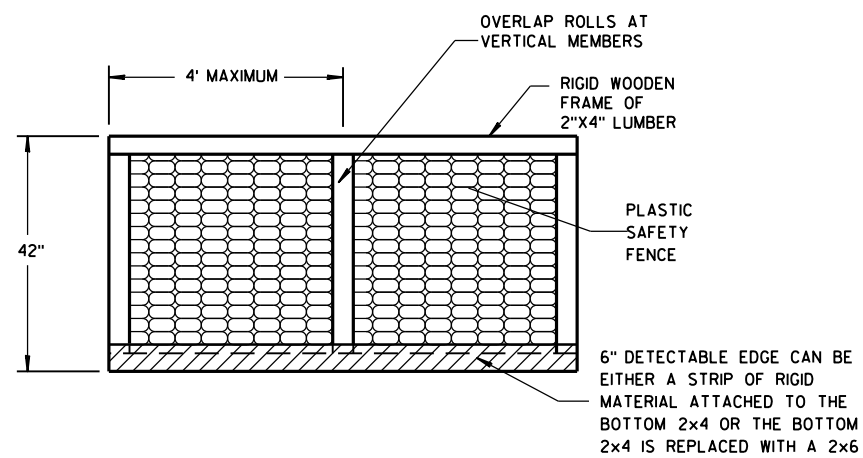 OVERLAP ROLLS AT
VERTICAL MEMBERS
4' MAXIMUM
RIGID WOODEN
FRAME OF
2"X4" LUMBER
PLASTIC
SAFETY
FENCE
42"
6" DETECTABLE EDGE CAN BE
EITHER A STRIP OF RIGID
MATERIAL ATTACHED TO THE
BOTTOM 2x4 OR THE BOTTOM
2x4 IS REPLACED WITH A 2x6